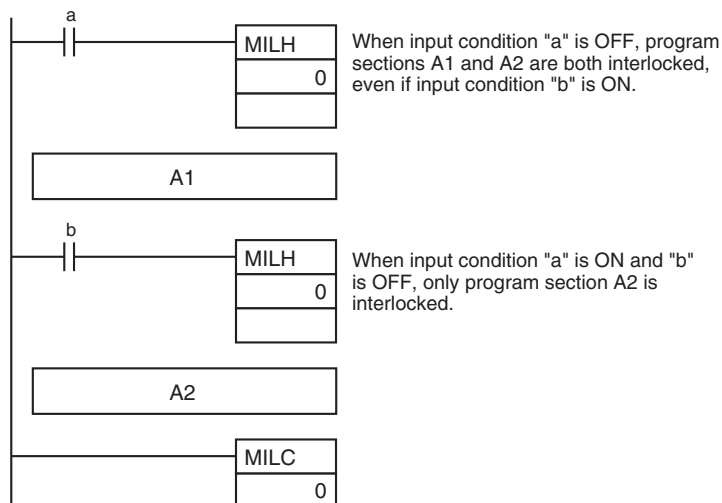 a
MILH
0
When input condition "a" is OFF, program
sections A1 and A2 are both interlocked,
even if input condition "b" is ON.
A1
b
MILH
0
When input condition "a" is ON and "b"
is OFF, only program section A2 is
interlocked.
A2
MILC
0